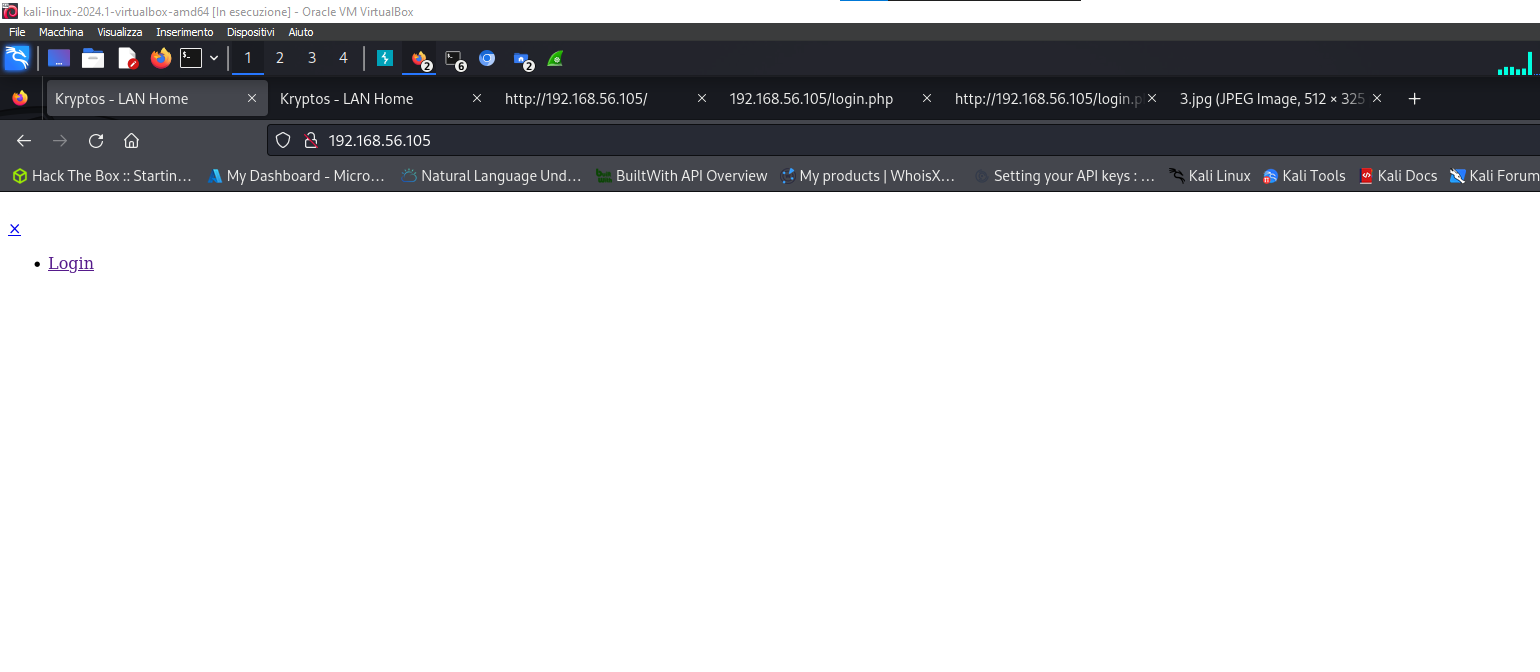 kali-linux-2024.1-virtualbox-amd64 [In esecuzione] - Oracle VM VirtualBox
File Macchina Visualizza Inserimento Dispositivi Aiuto
1 2 3 4 2 6 2
Kryptos - LAN Home × Kryptos - LAN Home × http://192.168.56.105/ × 192.168.56.105/login.php × http://192.168.56.105/login.p × 3.jpg (JPEG Image, 512 × 325 × +
192.168.56.105
Hack The Box :: Startin... My Dashboard - Micro... Natural Language Und... BuiltWith API Overview My products | WhoisX... Setting your API keys : ... Kali Linux Kali Tools Kali Docs Kali Forum
×
• Login